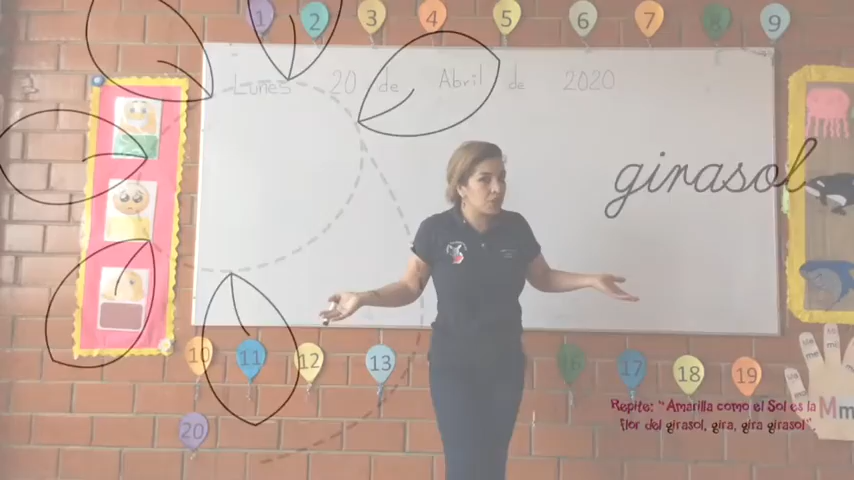 1 2 3 4 5 6 7 8 9
Lunes 20 de Abril de 2020
girasol
10 11 12 13 16 17 18 19
20
Repite: "Amarilla como el Sol es la
flor del girasol, gira, gira girasol"
Mm